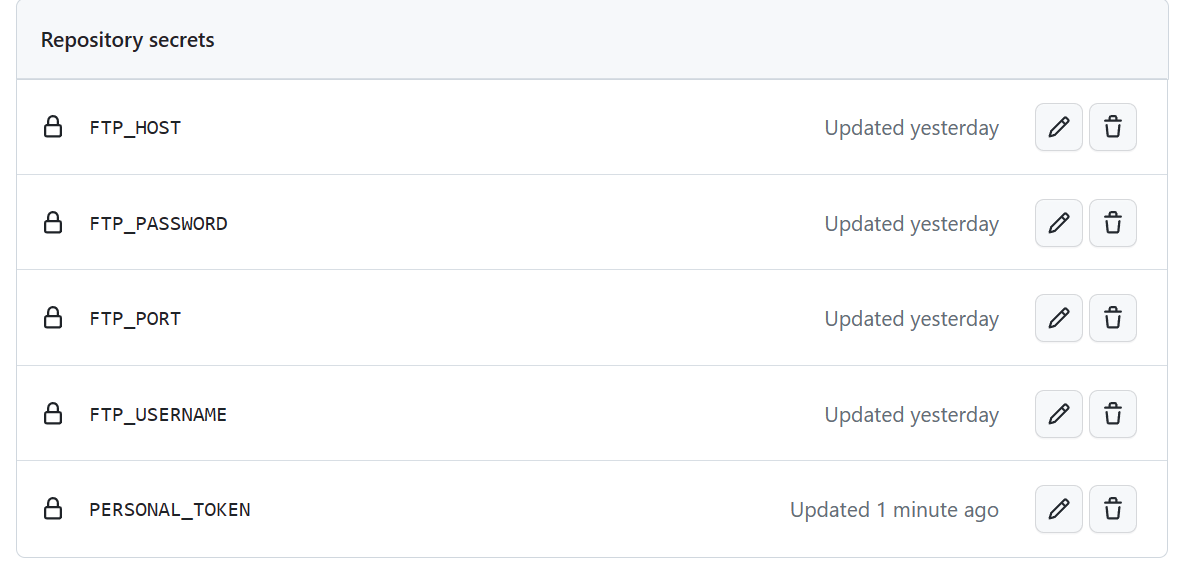 Repository secrets
FTP_HOST Updated yesterday
FTP_PASSWORD Updated yesterday
FTP_PORT Updated yesterday
FTP_USERNAME Updated yesterday
PERSONAL_TOKEN Updated 1 minute ago